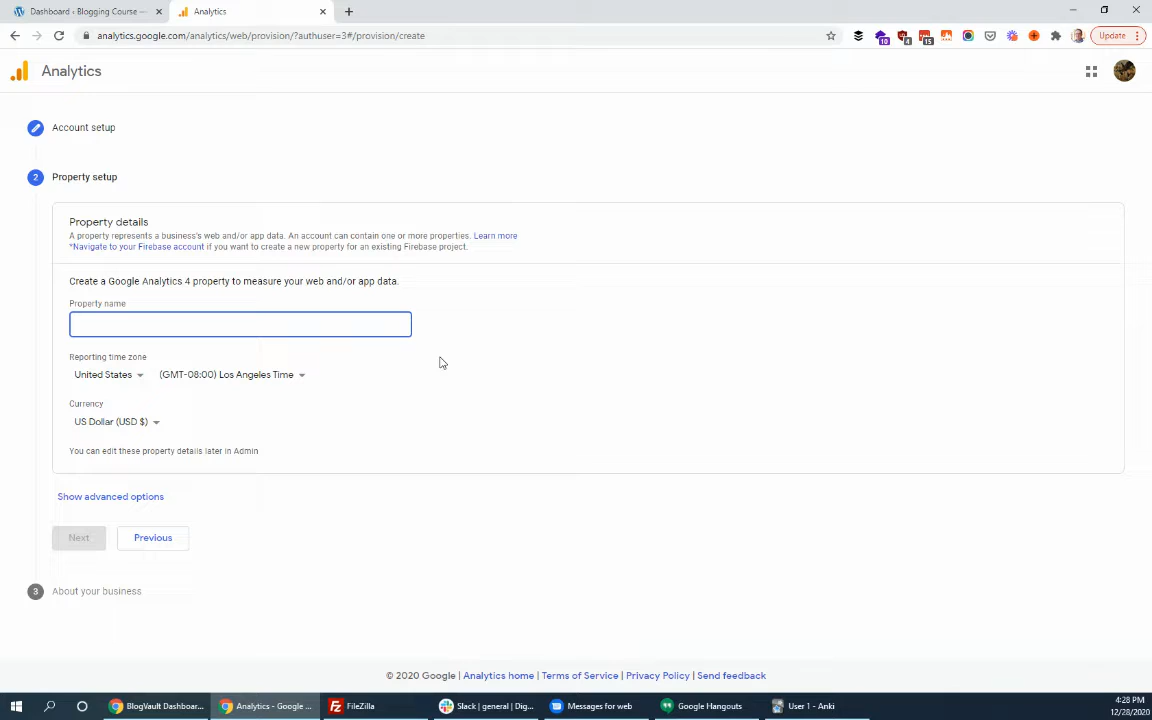 Dashboard ‹ Blogging Course —
Analytics
analytics.google.com/analytics/web/provision/?authuser=3#/provision/create
10
4
15
Update
Analytics
Account setup
2
Property setup
Property details
A property represents a business's web and/or app data. An account can contain one or more properties. Learn more
*Navigate to your Firebase account if you want to create a new property for an existing Firebase project.
Create a Google Analytics 4 property to measure your web and/or app data.
Property name
Reporting time zone
United States
(GMT-08:00) Los Angeles Time
Currency
US Dollar (USD $)
You can edit these property details later in Admin
Show advanced options
Next
Previous
3
About your business
© 2020 Google | Analytics home | Terms of Service | Privacy Policy | Send feedback
BlogVault Dashboar...
Analytics - Google ...
FileZilla
Slack | general | Dig...
Messages for web
Google Hangouts
User 1 - Anki
4:28 PM
12/28/2020